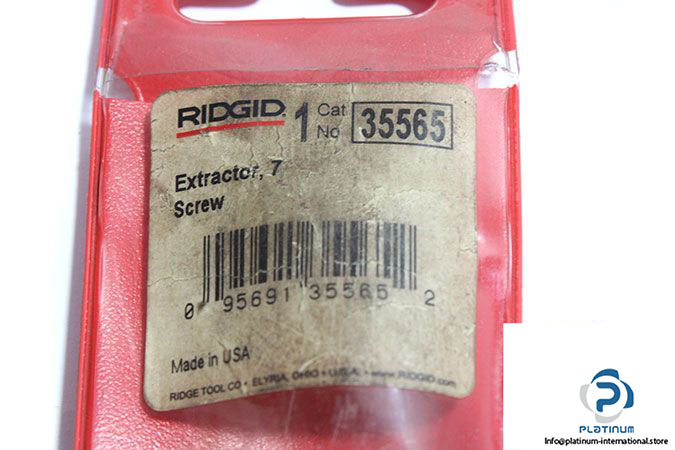 RIDGID 1 Cat No 35565
Extractor, 7
Screw
0 95691 35565 2
Made in USA
RIDGE TOOL CO • ELYRIA, OHIO • U.S.A. • www.RIDGID.com
PLATINUM
info@platinum-international.store